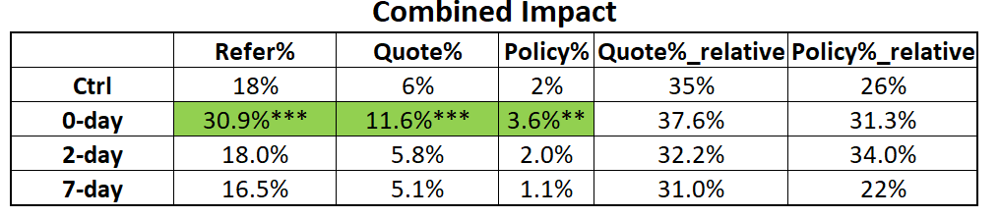 Combined Impact
Refer% Quote% Policy% Quote%_relative Policy%_relative
Ctrl 18% 6% 2% 35% 26%
0-day 30.9%*** 11.6%*** 3.6%** 37.6% 31.3%
2-day 18.0% 5.8% 2.0% 32.2% 34.0%
7-day 16.5% 5.1% 1.1% 31.0% 22%